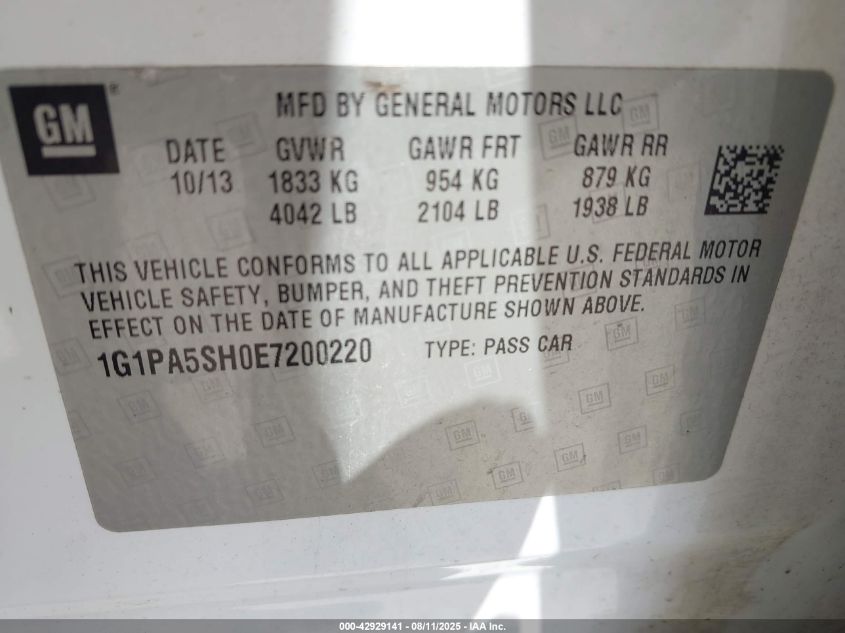 GM®
MFD BY GENERAL MOTORS LLC
DATE GVWR GAWR FRT GAWR RR
10/13 1833 KG 954 KG 879 KG
4042 LB 2104 LB 1938 LB
THIS VEHICLE CONFORMS TO ALL APPLICABLE U.S. FEDERAL MOTOR
VEHICLE SAFETY, BUMPER, AND THEFT PREVENTION STANDARDS IN
EFFECT ON THE DATE OF MANUFACTURE SHOWN ABOVE.
1G1PA5SH0E7200220 TYPE: PASS CAR
000-42929141 - 08/11/2025 - IAA Inc.